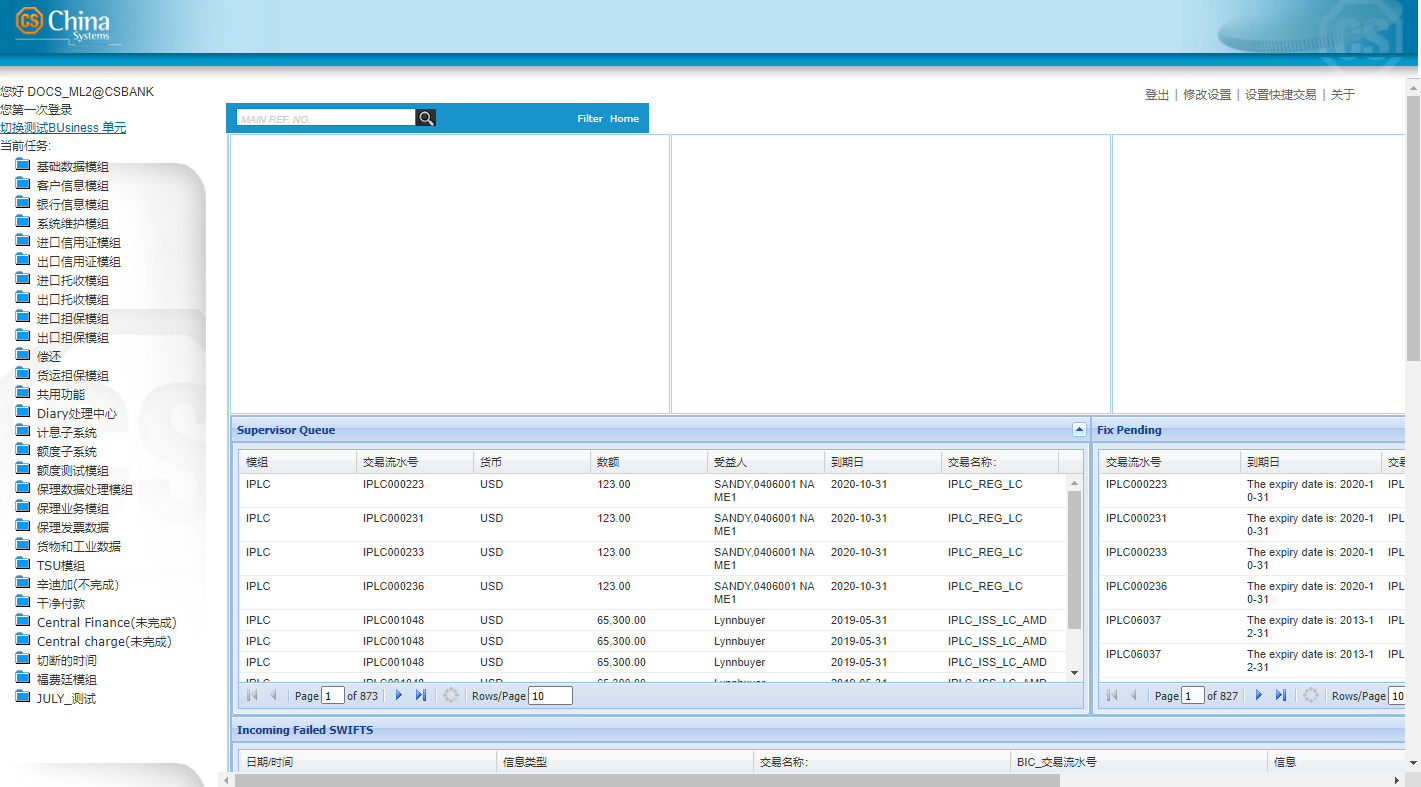 CS China
Systems
您好 DOCS_ML2@CSBANK
您第一次登录
切换测试BUsiness 单元
当前任务:
基础数据模组
客户信息模组
银行信息模组
系统维护模组
进口信用证模组
出口信用证模组
进口托收模组
出口托收模组
进口担保模组
出口担保模组
偿还
货运担保模组
共用功能
Diary处理中心
计息子系统
额度子系统
额度测试模组
保理数据处理模组
保理业务模组
保理发票数据
货物和工业数据
TSU模组
辛迪加(不完成)
干净付款
Central Finance(未完成)
Central charge(未完成)
切断的时间
福费廷模组
JULY_测试
登出 | 修改设置 | 设置快捷交易 | 关于
MAIN REF. NO. Filter Home
Supervisor Queue
模组 交易流水号 货币 数额 受益人 到期日 交易名称:
IPLC IPLC000223 USD 123.00 SANDY,0406001 NA 2020-10-31 IPLC_REG_LC
ME1
IPLC IPLC000231 USD 123.00 SANDY,0406001 NA 2020-10-31 IPLC_REG_LC
ME1
IPLC IPLC000233 USD 123.00 SANDY,0406001 NA 2020-10-31 IPLC_REG_LC
ME1
IPLC IPLC000236 USD 123.00 SANDY,0406001 NA 2020-10-31 IPLC_REG_LC
ME1
IPLC IPLC001048 USD 65,300.00 Lynnbuyer 2019-05-31 IPLC_ISS_LC_AMD
IPLC IPLC001048 USD 65,300.00 Lynnbuyer 2019-05-31 IPLC_ISS_LC_AMD
IPLC IPLC001048 USD 65,300.00 Lynnbuyer 2019-05-31 IPLC_ISS_LC_AMD
Page 1 of 873 Rows/Page 10
Fix Pending
交易流水号 到期日
IPLC000223 The expiry date is: 2020-1 IPL
0-31
IPLC000231 The expiry date is: 2020-1 IPL
0-31
IPLC000233 The expiry date is: 2020-1 IPL
0-31
IPLC000236 The expiry date is: 2020-1 IPL
0-31
IPLC06037 The expiry date is: 2013-1 IPL
2-31
IPLC06037 The expiry date is: 2013-1 IPL
2-31
Page 1 of 827 Rows/Page 10
Incoming Failed SWIFTS
日期/时间 信息类型 交易名称: BIC_交易流水号 信息